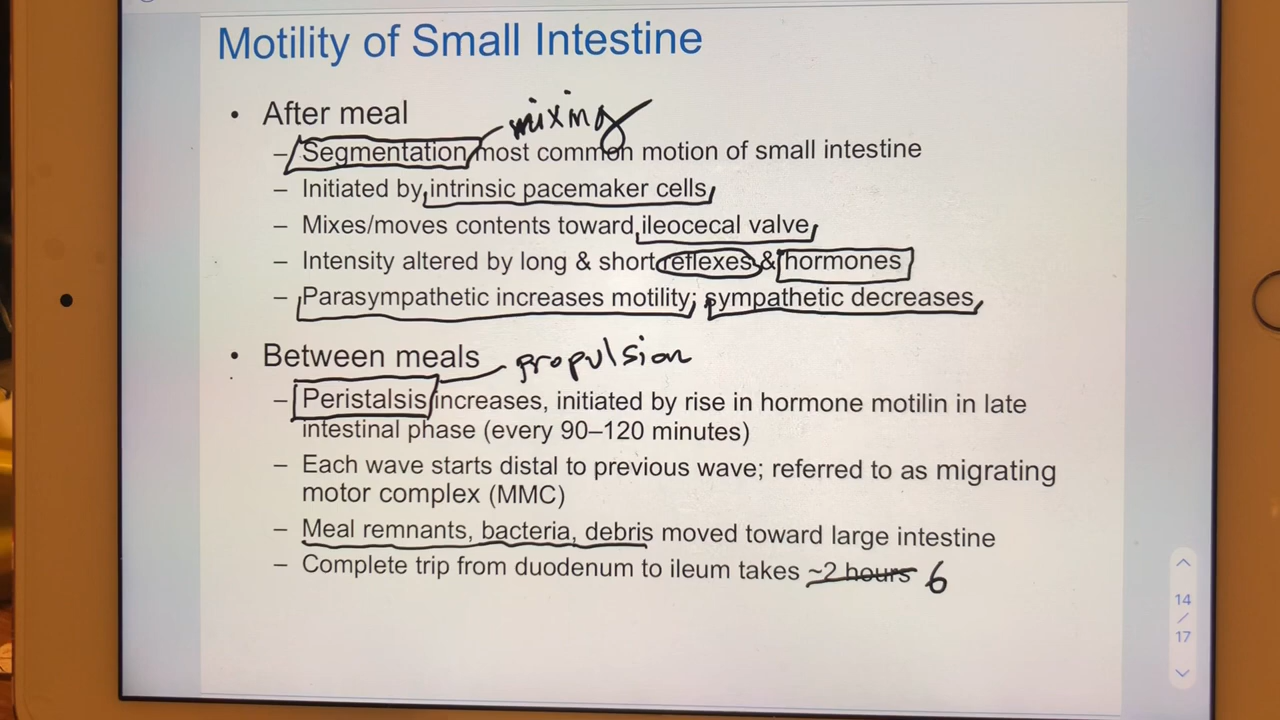 Motility of Small Intestine
• After meal
mixing
– Segmentation most common motion of small intestine
– Initiated by intrinsic pacemaker cells
– Mixes/moves contents toward ileocecal valve
– Intensity altered by long & short reflexes & hormones
– Parasympathetic increases motility; sympathetic decreases
• Between meals propulsion
– Peristalsis increases, initiated by rise in hormone motilin in late
intestinal phase (every 90–120 minutes)
– Each wave starts distal to previous wave; referred to as migrating
motor complex (MMC)
– Meal remnants, bacteria, debris moved toward large intestine
– Complete trip from duodenum to ileum takes ~2 hours 6
14
/
17